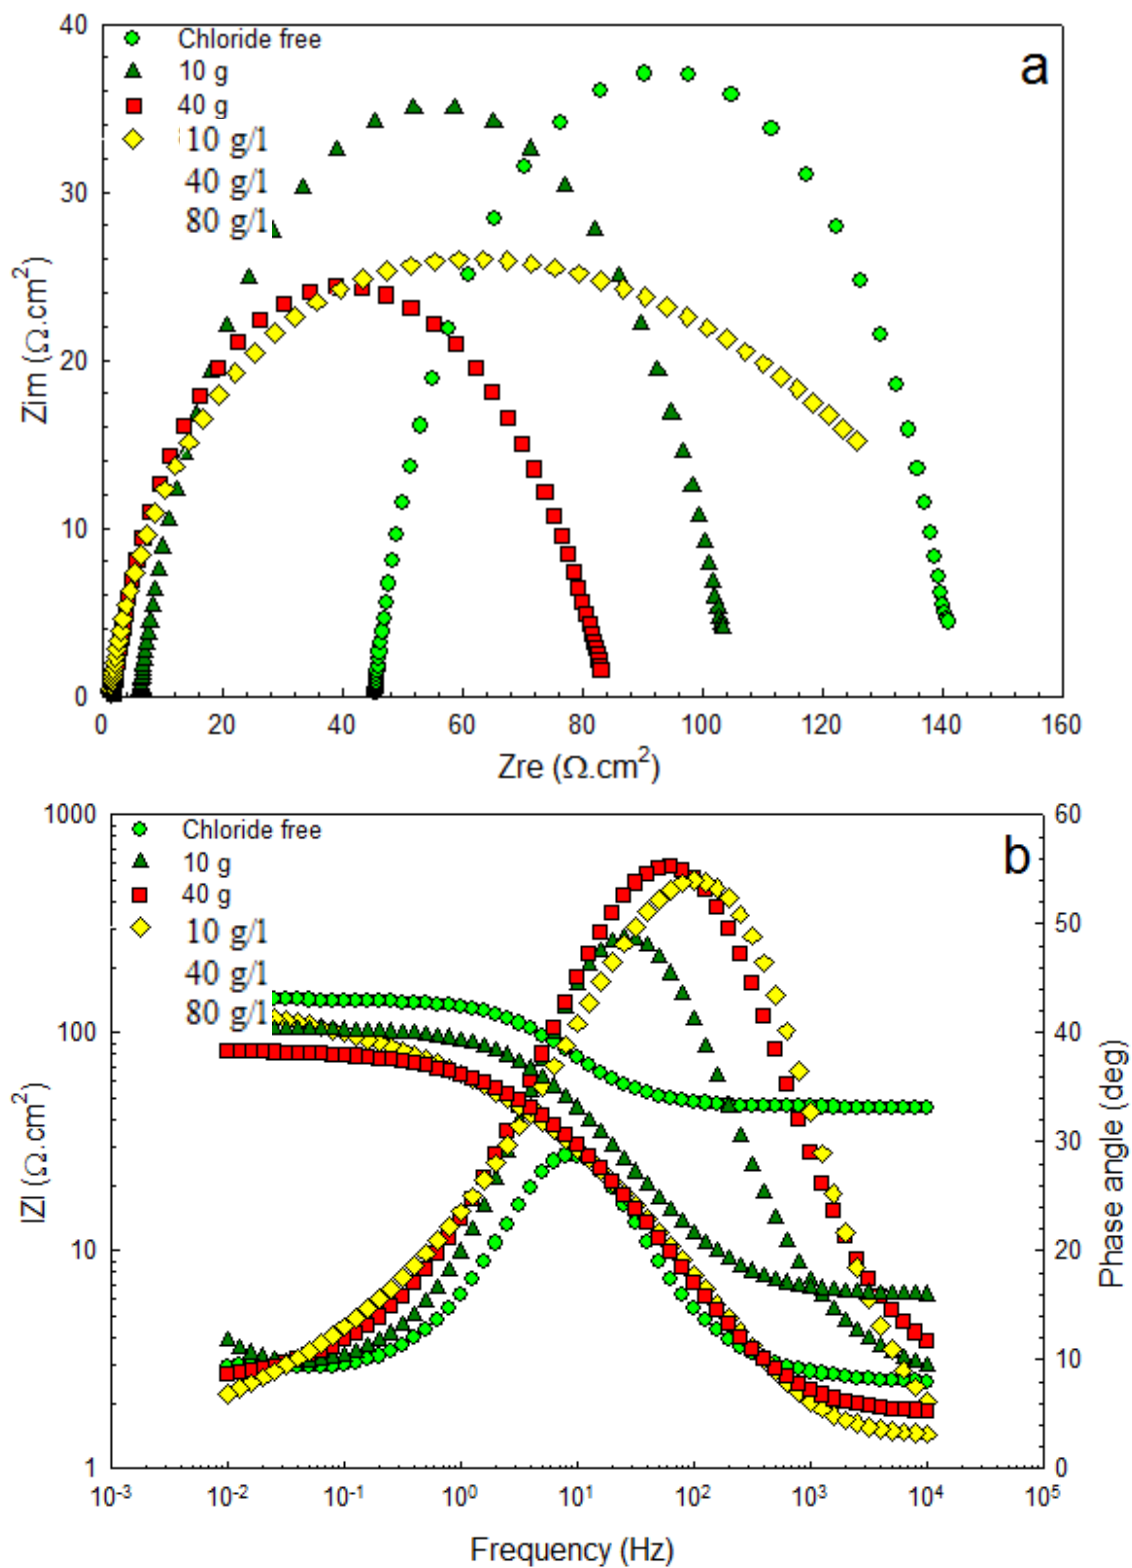 40
30
20
10
0
Zim (Ω.cm²)
Chloride free
10 g
40 g
10 g/l
40 g/l
80 g/l
a
0 20 40 60 80 100 120 140 160
Zre (Ω.cm²)
1000
100
10
1
IZI (Ω.cm²)
Chloride free
10 g
40 g
10 g/l
40 g/l
80 g/l
b
60
50
40
30
20
10
0
Phase angle (deg)
10⁻³ 10⁻² 10⁻¹ 10⁰ 10¹ 10² 10³ 10⁴ 10⁵
Frequency (Hz)